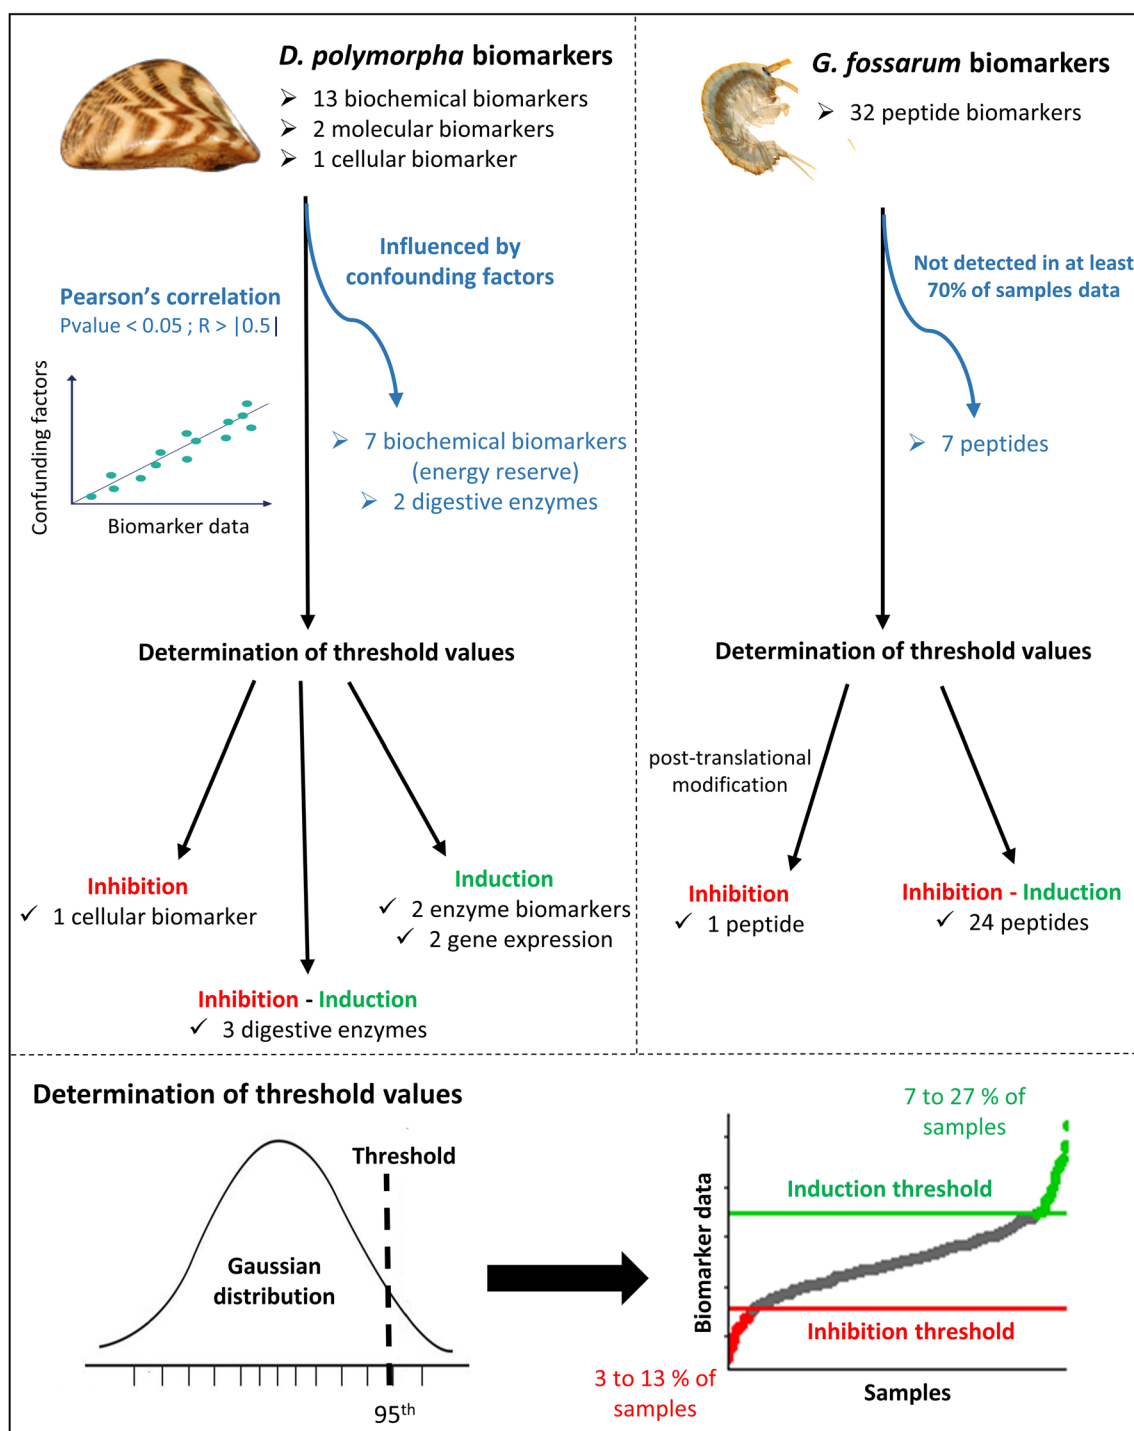 D. polymorpha biomarkers
➢ 13 biochemical biomarkers
➢ 2 molecular biomarkers
➢ 1 cellular biomarker
Influenced by
confounding factors
Pearson's correlation
Pvalue < 0.05 ; R > |0.5|
Confunding factors
Biomarker data
➢ 7 biochemical biomarkers
(energy reserve)
➢ 2 digestive enzymes
Determination of threshold values
Inhibition
✓ 1 cellular biomarker
Induction
✓ 2 enzyme biomarkers
✓ 2 gene expression
Inhibition - Induction
✓ 3 digestive enzymes
G. fossarum biomarkers
➢ 32 peptide biomarkers
Not detected in at least
70% of samples data
➢ 7 peptides
Determination of threshold values
post-translational
modification
Inhibition
✓ 1 peptide
Inhibition - Induction
✓ 24 peptides
Determination of threshold values
Threshold
Gaussian
distribution
95th
7 to 27 % of
samples
Induction threshold
Biomarker data
Inhibition threshold
3 to 13 % of
samples
Samples